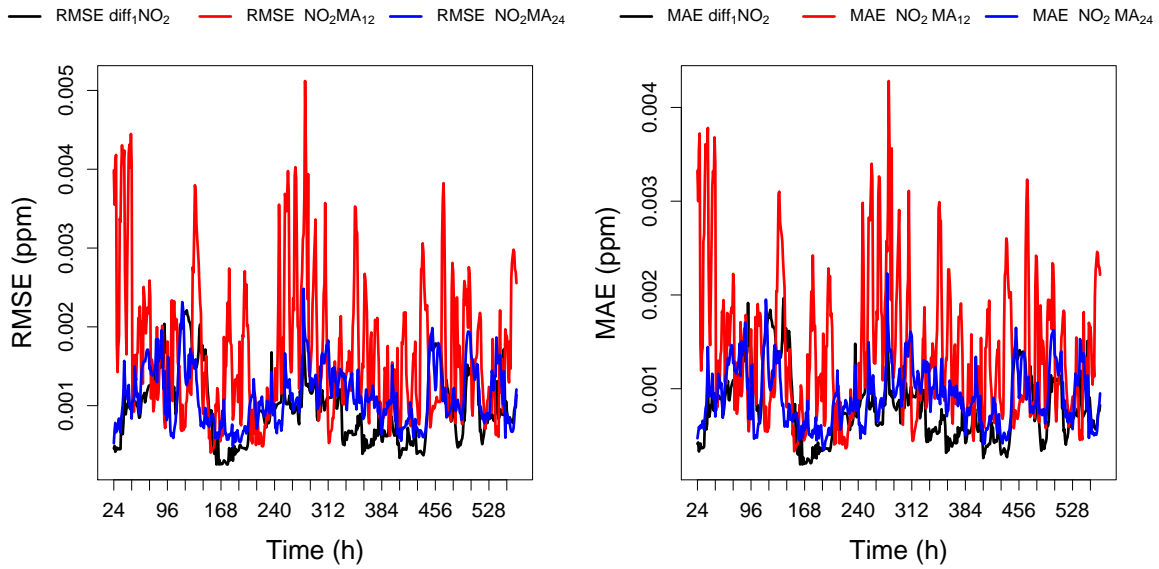 RMSE diff₁NO₂ RMSE NO₂MA₁₂ RMSE NO₂MA₂₄
RMSE (ppm)
0.005
0.004
0.003
0.002
0.001
24 96 168 240 312 384 456 528
Time (h)
MAE diff₁NO₂ MAE NO₂ MA₁₂ MAE NO₂ MA₂₄
MAE (ppm)
0.004
0.003
0.002
0.001
24 96 168 240 312 384 456 528
Time (h)